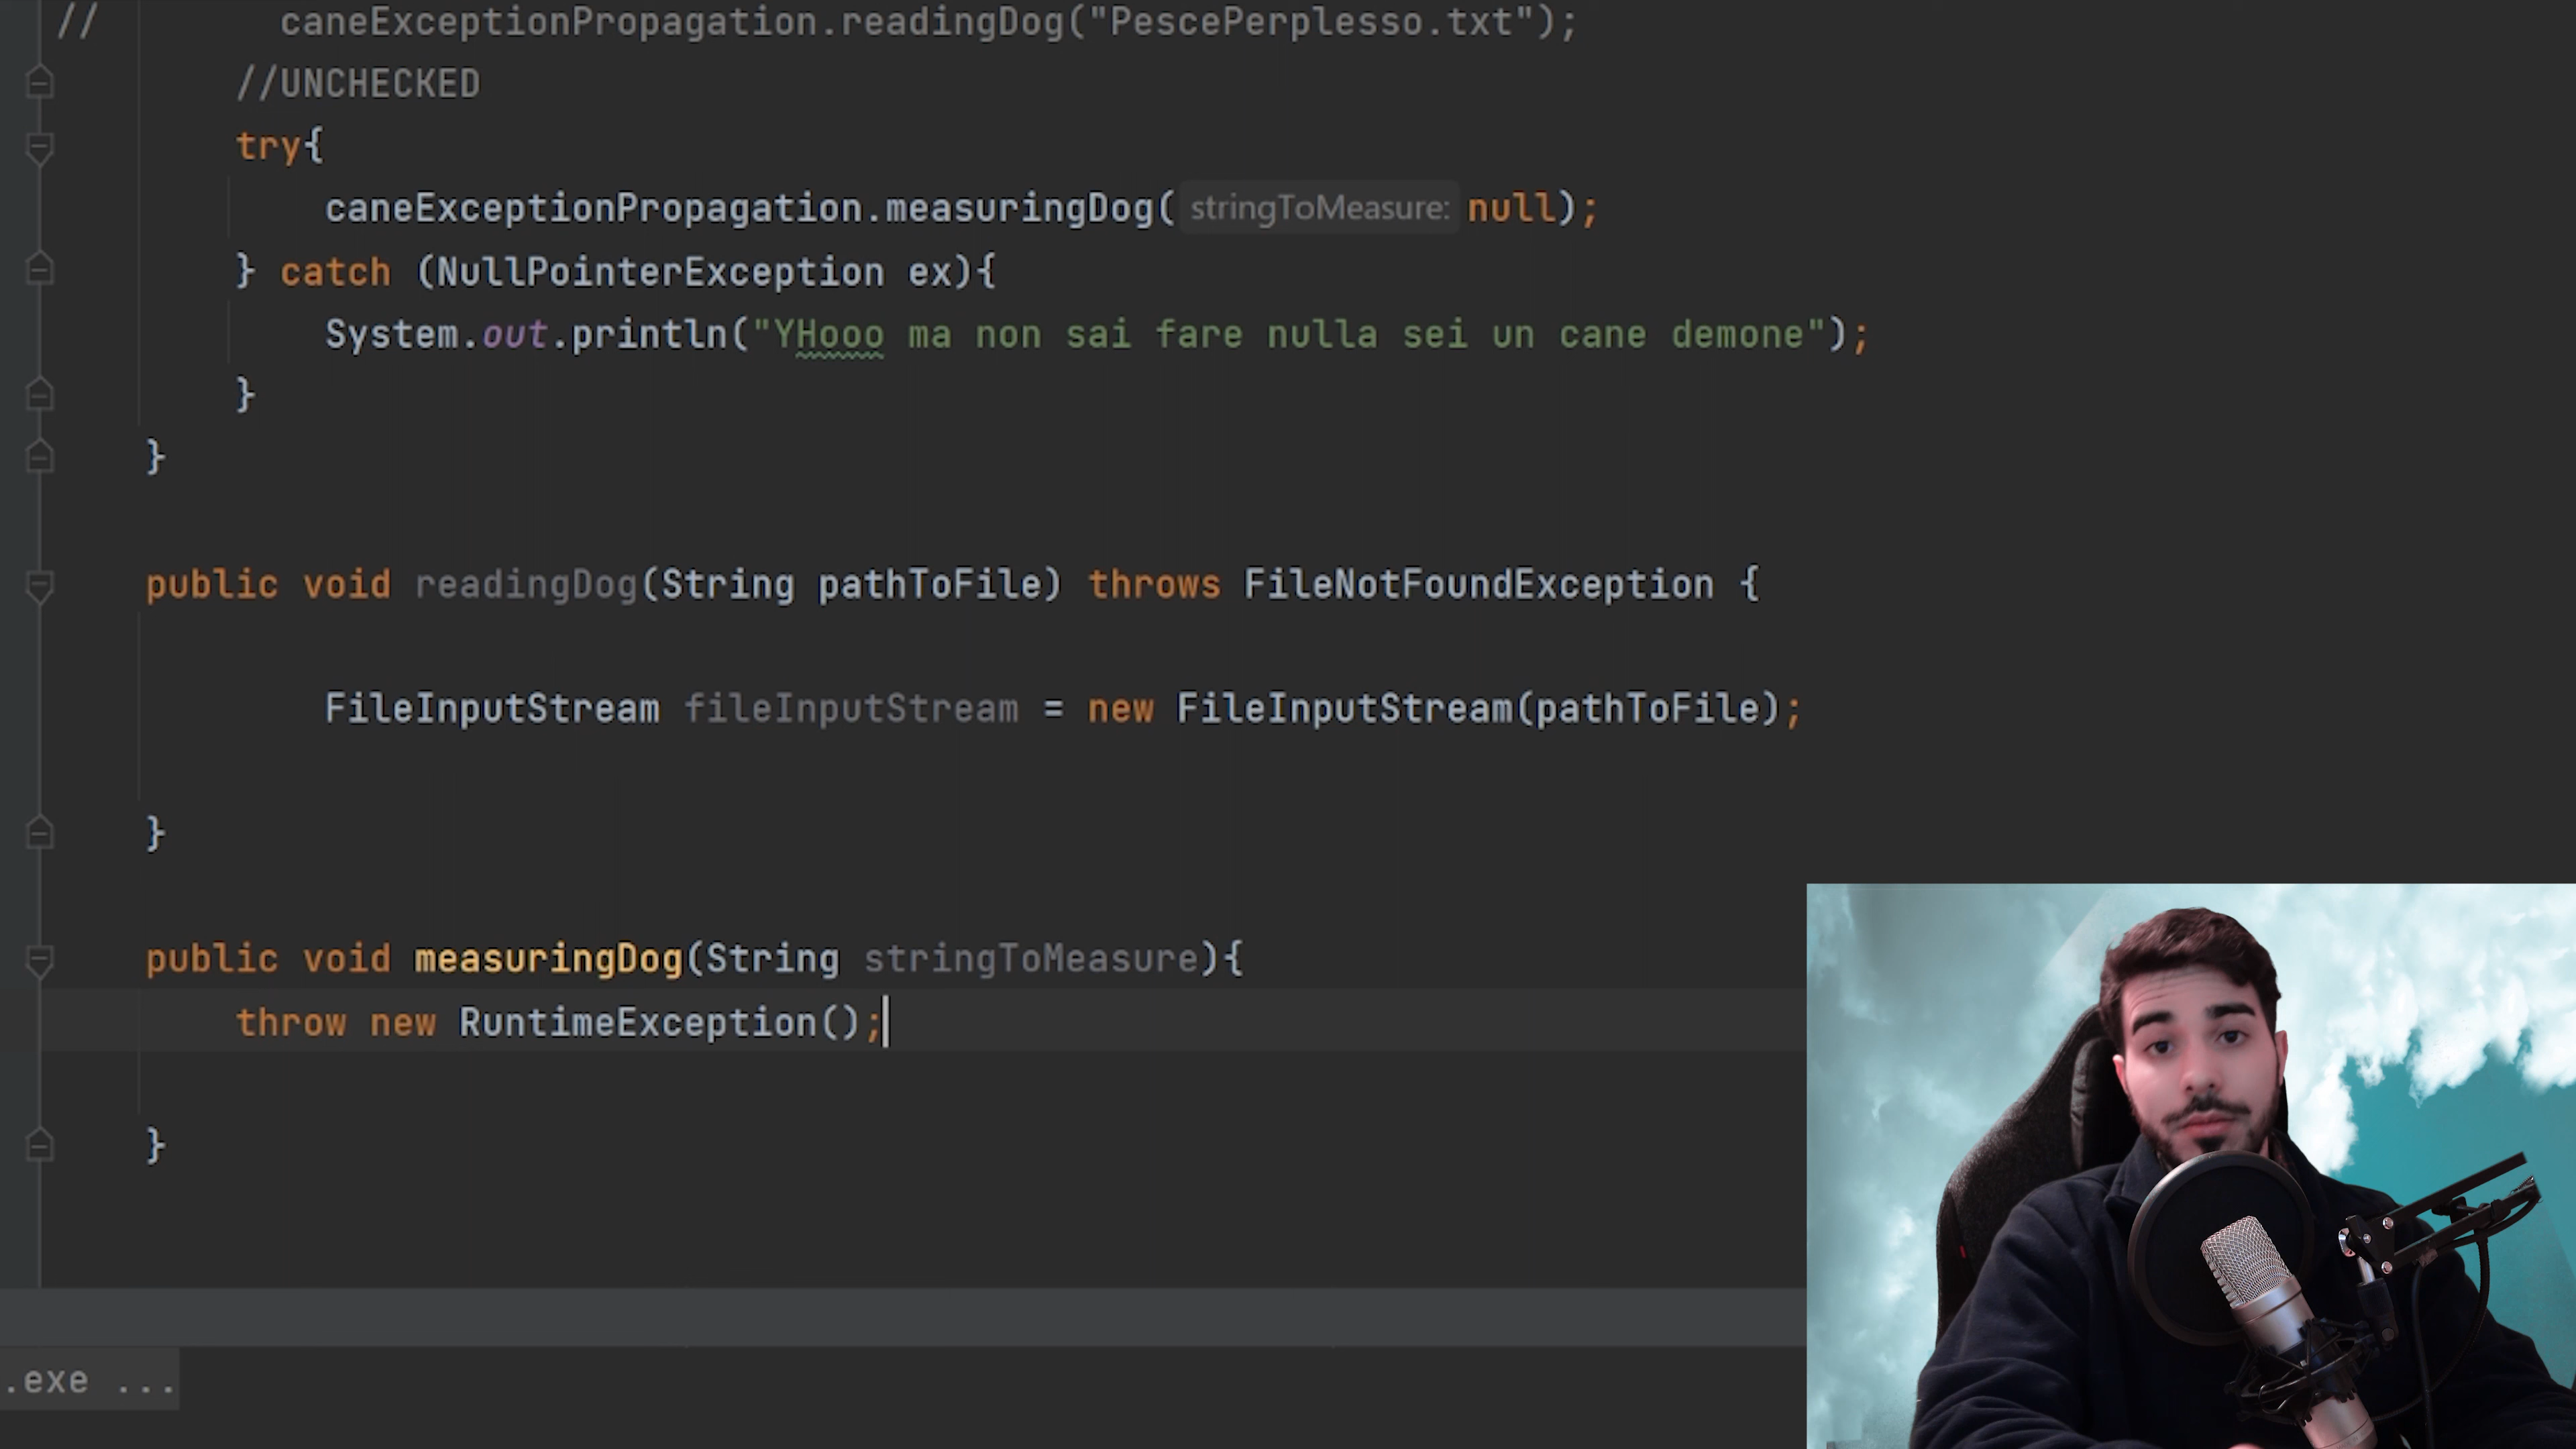 // caneExceptionPropagation.readingDog("PescePerplesso.txt");
//UNCHECKED
try{
caneExceptionPropagation.measuringDog( stringToMeasure: null);
} catch (NullPointerException ex){
System.out.println("YHooo ma non sai fare nulla sei un cane demone");
}
}
public void readingDog(String pathToFile) throws FileNotFoundException {
FileInputStream fileInputStream = new FileInputStream(pathToFile);
}
public void measuringDog(String stringToMeasure){
throw new RuntimeException();
}
.exe ...